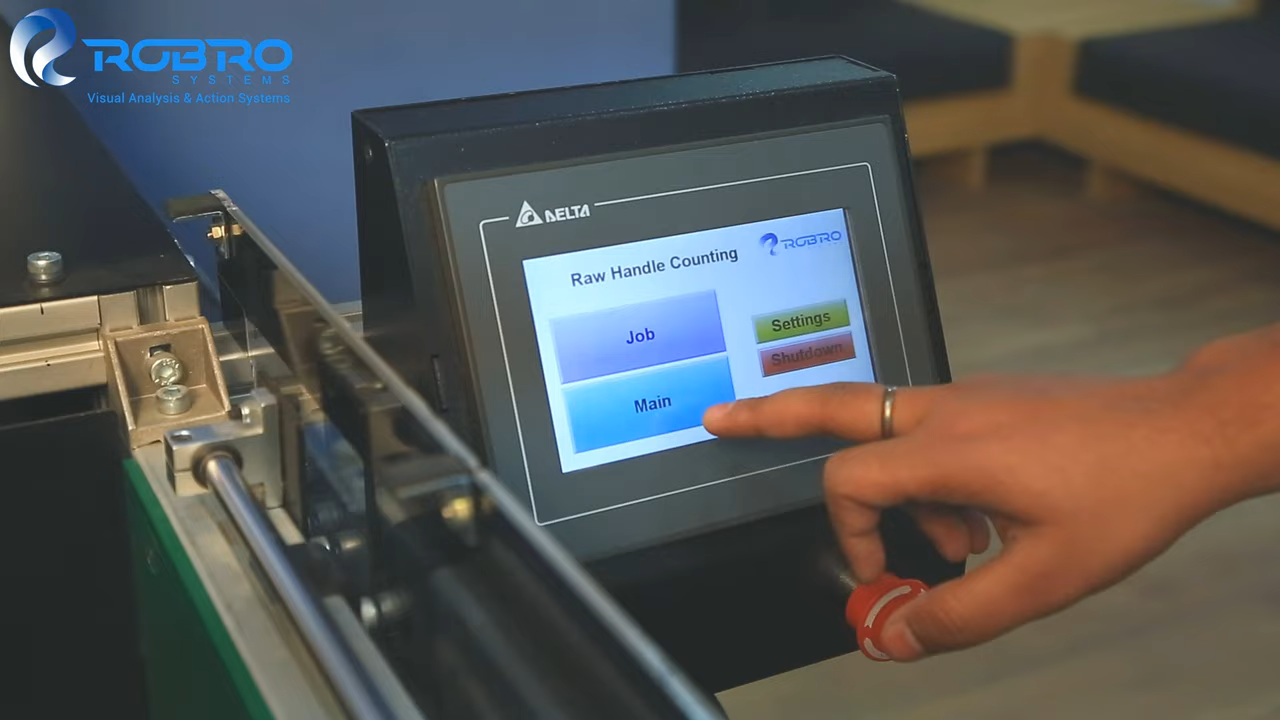 ROBRO
SYSTEMS
Visual Analysis & Action Systems
DELTA
ROBRO
Raw Handle Counting
Job
Settings
Shutdown
Main